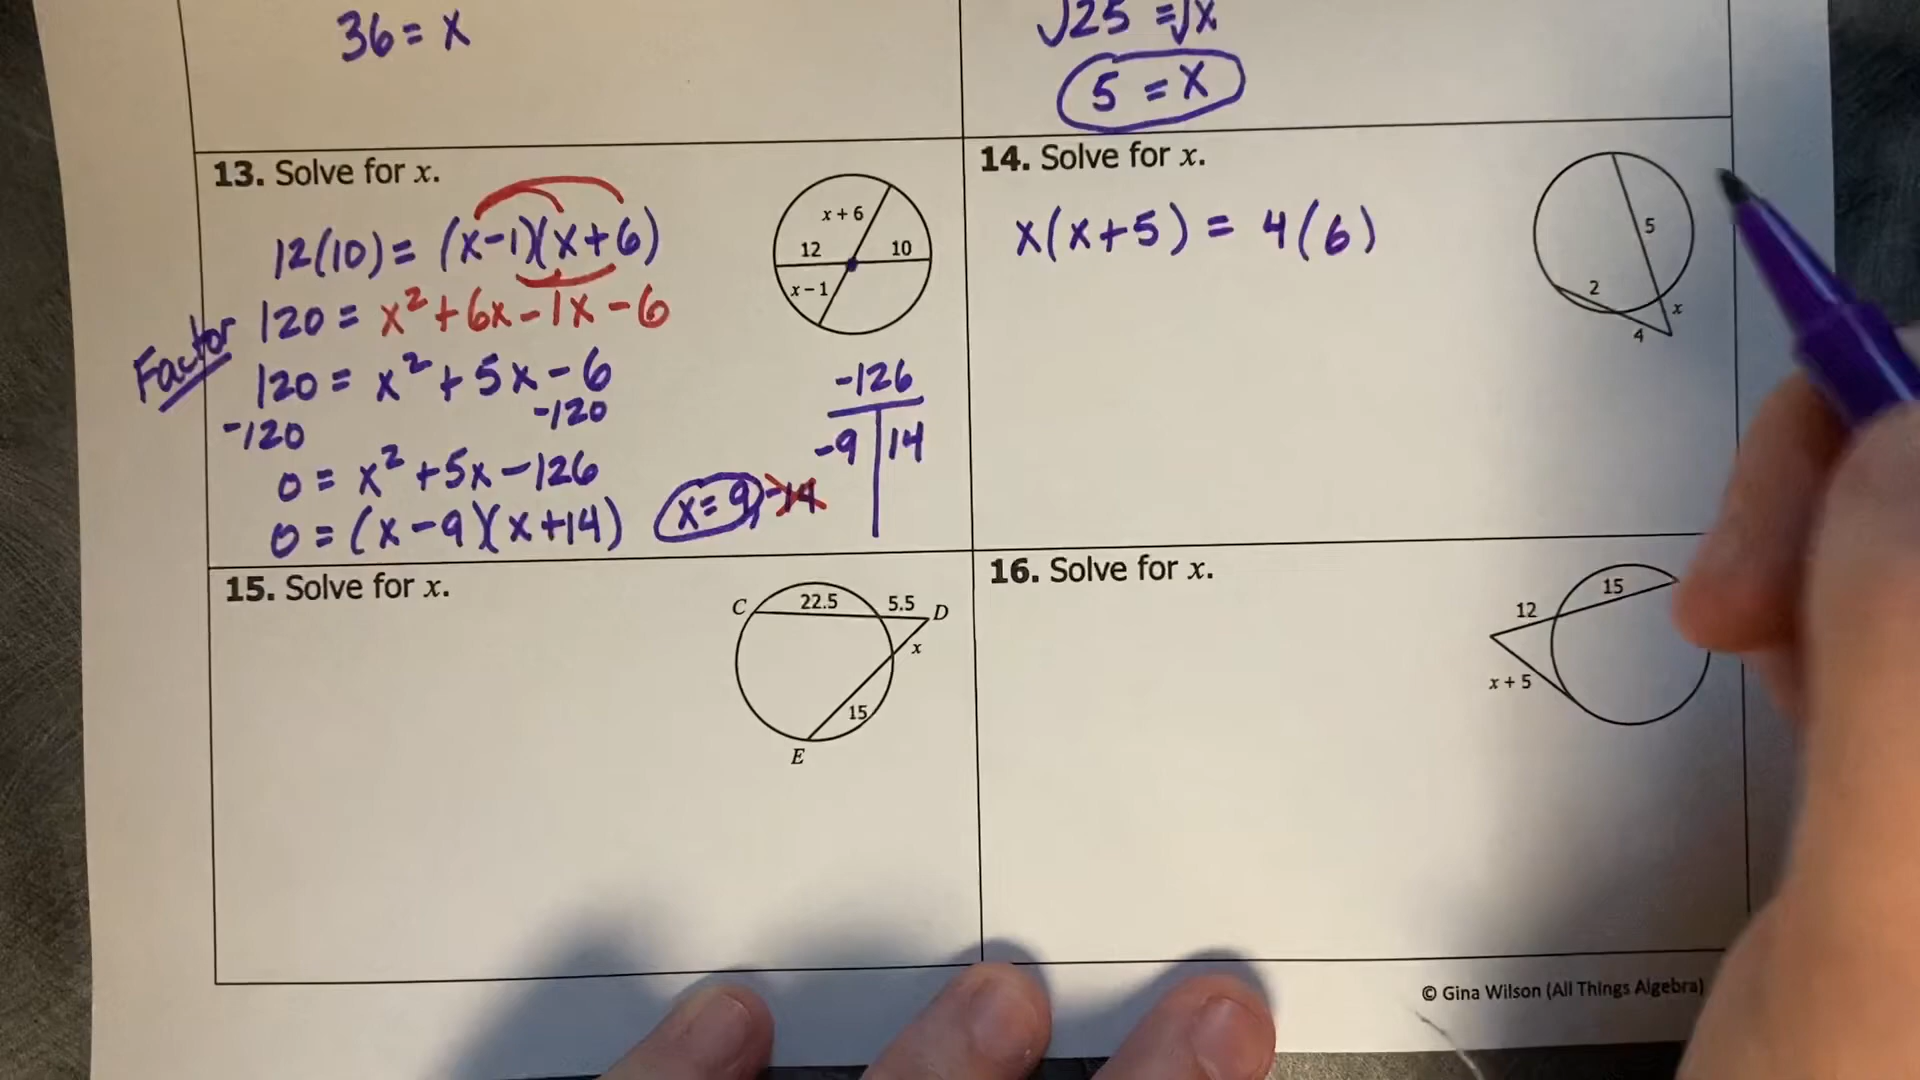 36 = x
√25 = √x
5 = x
13. Solve for x.
12(10) = (x-1)(x+6)
120 = x² + 6x - 1x - 6
Factor
120 = x² + 5x - 6
-120 -120
0 = x² + 5x - 126
0 = (x-9)(x+14)
x = 9, -14
-126
-9 14
x + 6
12 10
x – 1
14. Solve for x.
x(x+5) = 4(6)
5
2
x
4
15. Solve for x.
C 22.5 5.5 D
x
15
E
16. Solve for x.
15
12
x + 5
© Gina Wilson (All Things Algebra)